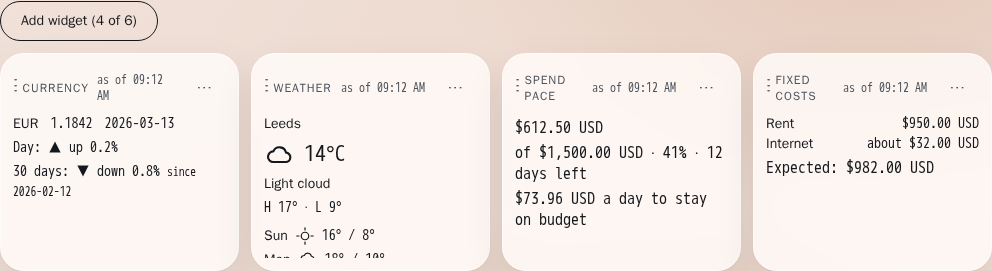 Add widget (4 of 6)
CURRENCY
as of 09:12
AM
...
EUR 1.1842 2026-03-13
Day: ▲ up 0.2%
30 days: ▼ down 0.8% since
2026-02-12
WEATHER as of 09:12 AM ...
Leeds
14°C
Light cloud
H 17° · L 9°
Sun 16° / 8°
Mon 18° / 10°
SPEND
PACE
as of 09:12 AM ...
$612.50 USD
of $1,500.00 USD · 41% · 12
days left
$73.96 USD a day to stay
on budget
FIXED
COSTS
as of 09:12 AM ...
Rent $950.00 USD
Internet about $32.00 USD
Expected: $982.00 USD